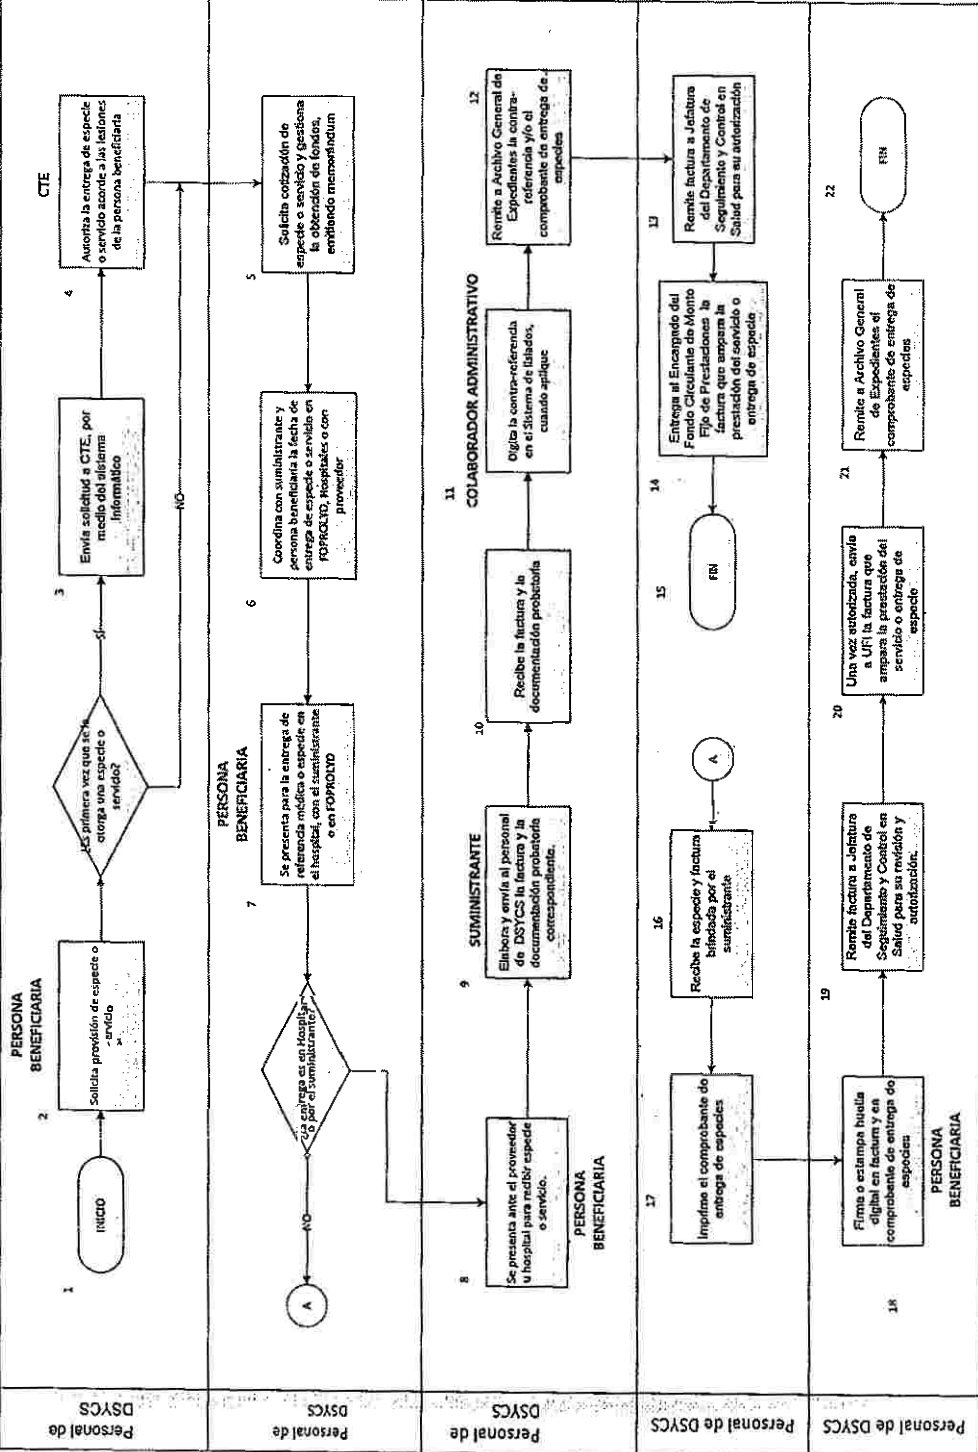 Personal de
DSYCS
PERSONA
BENEFICIARIA
CTE
1
INICIO
2
Solicita provisión de especie o
servicio
¿Es primera vez que se le
otorga una especie o
servicio?
SÍ
NO
3
Envía solicitud a CTE, por
medio del sistema
informático
4
Autoriza la entrega de especie
o servicio acorde a las lesiones
de la persona beneficiaria
Personal de
DSYCS
5
Solicita cotización de
especie o servicio y gestiona
la obtención de fondos,
emitiendo memorándum
6
Coordina con suministrante y
persona beneficiaria la fecha de
entrega de especie o servicio en
FOPROLYD, Hospitales o con
proveedor
PERSONA
BENEFICIARIA
7
Se presenta para la entrega de
referencia médica o especie en
el hospital, con el suministrante
o en FOPROLYD
¿La entrega es en Hospital
o por el suministrante?
NO
A
Personal de
DSYCS
8
Se presenta ante el proveedor
u hospital para recibir especie
o servicio.
PERSONA
BENEFICIARIA
SUMINISTRANTE
9
Elabora y envía al personal
de DSYCS la factura y la
documentación probatoria
correspondiente.
10
Recibe la factura y la
documentación probatoria
COLABORADOR ADMINISTRATIVO
11
Digita la contra-referencia
en el Sistema de lisiados,
cuando aplique
12
Remite a Archivo General de
Expedientes la contra-
referencia y/o el
comprobante de entrega de
especies
Personal de DSYCS
13
Remite factura a Jefatura
del Departamento de
Seguimiento y Control en
Salud para su autorización
14
Entrega al Encargado del
Fondo Circulante de Monto
Fijo de Prestaciones la
factura que ampara la
prestación del servicio o
entrega de especie
15
FIN
A
16
Recibe la especie y factura
brindada por el
suministrante
17
Imprime el comprobante de
entrega de especies
Personal de DSYCS
18
Firma o estampa huella
digital en factura y en
comprobante de entrega de
especies
PERSONA
BENEFICIARIA
19
Remite factura a Jefatura
del Departamento de
Seguimiento y Control en
Salud para su revisión y
autorización.
20
Una vez autorizada, envía
a UFI la factura que
ampara la prestación del
servicio o entrega de
especie
21
Remite a Archivo General
de Expedientes el
comprobante de entrega de
especies
22
FIN